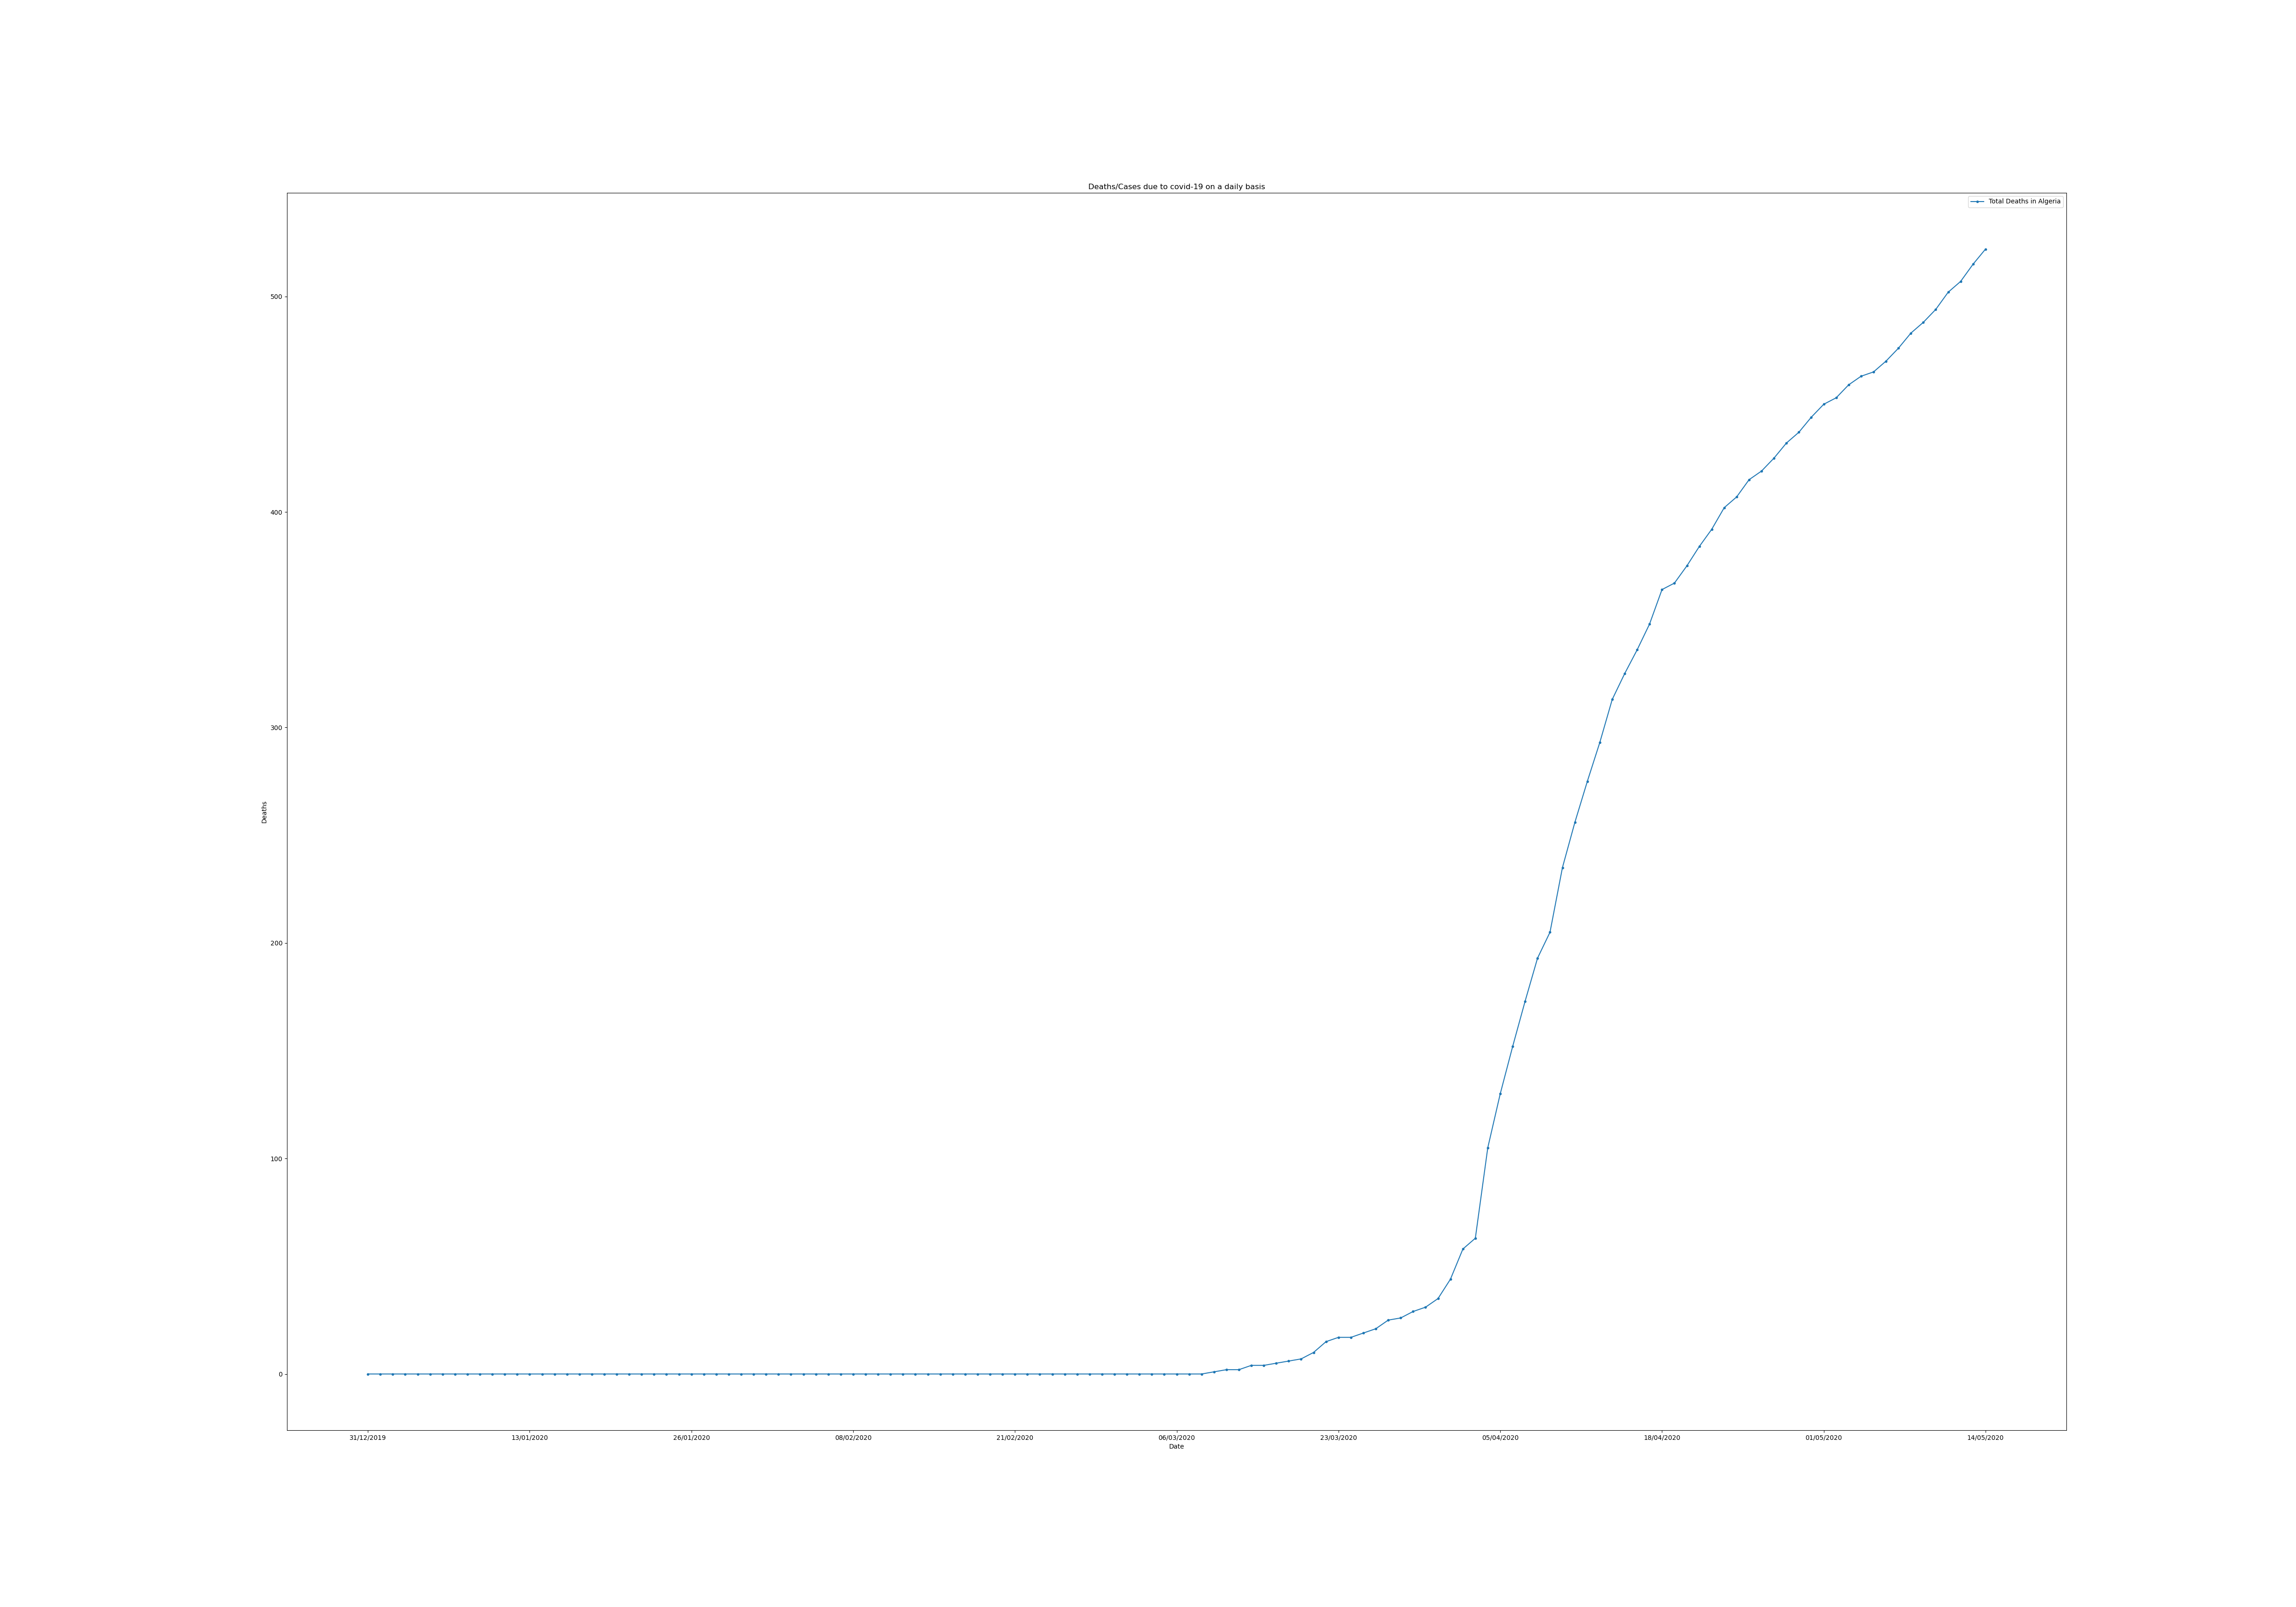 Deaths/Cases due to covid-19 on a daily basis
Total Deaths in Algeria
500
400
300
200
100
0
Deaths
31/12/2019 13/01/2020 26/01/2020 08/02/2020 21/02/2020 06/03/2020 23/03/2020 05/04/2020 18/04/2020 01/05/2020 14/05/2020
Date